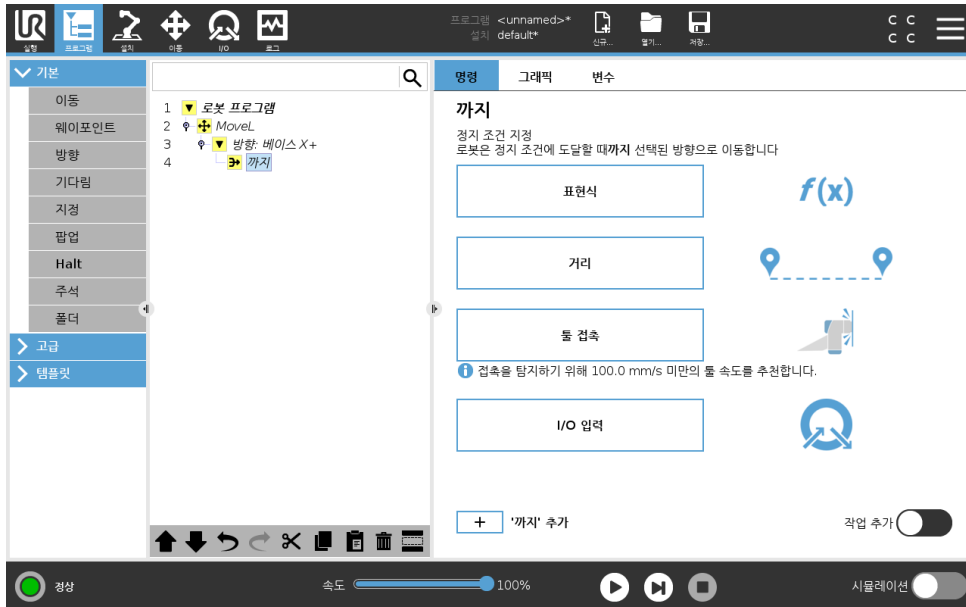 UR
실행
프로그램
설치
이동
I/O
로그
프로그램 <unnamed>*
설치 default*
신규...
열기...
저장...
C C
C C
기본
이동
웨이포인트
방향
기다림
지정
팝업
Halt
주석
폴더
고급
템플릿
1 로봇 프로그램
2 MoveL
3 방향: 베이스 X+
4 까지
명령 그래픽 변수
까지
정지 조건 지정
로봇은 정지 조건에 도달할 때까지 선택된 방향으로 이동합니다
표현식
f(x)
거리
툴 접촉
접촉을 탐지하기 위해 100.0 mm/s 미만의 툴 속도를 추천합니다.
I/O 입력
+ '까지' 추가
작업 추가
정상
속도 100%
시뮬레이션